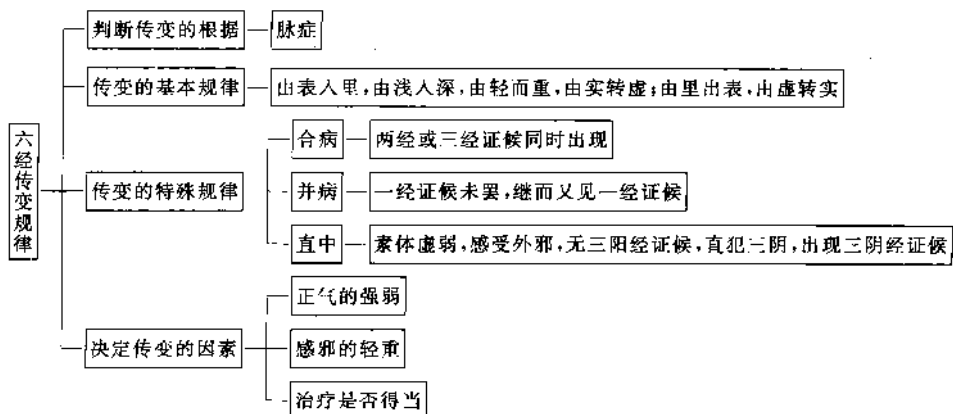 六经传变规律
判断传变的根据
脉症
传变的基本规律
由表入里,由浅入深,由轻而重,由实转虚;由里出表,由虚转实
传变的特殊规律
合病
两经或三经证候同时出现
并病
一经证候未罢,继而又见一经证候
直中
素体虚弱,感受外邪,无三阳经证候,直犯三阴,出现三阴经证候
决定传变的因素
正气的强弱
感邪的轻重
治疗是否得当